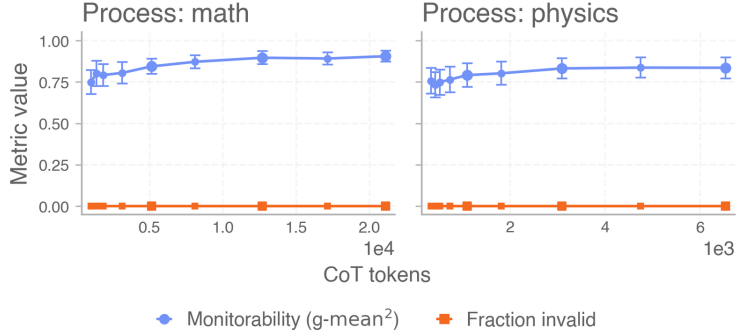 Process: math
Process: physics
Metric value
1.00
0.75
0.50
0.25
0.00
0.5
1.0
1.5
2.0
1e4
2
4
6
1e3
CoT tokens
Monitorability (g-mean²)
Fraction invalid